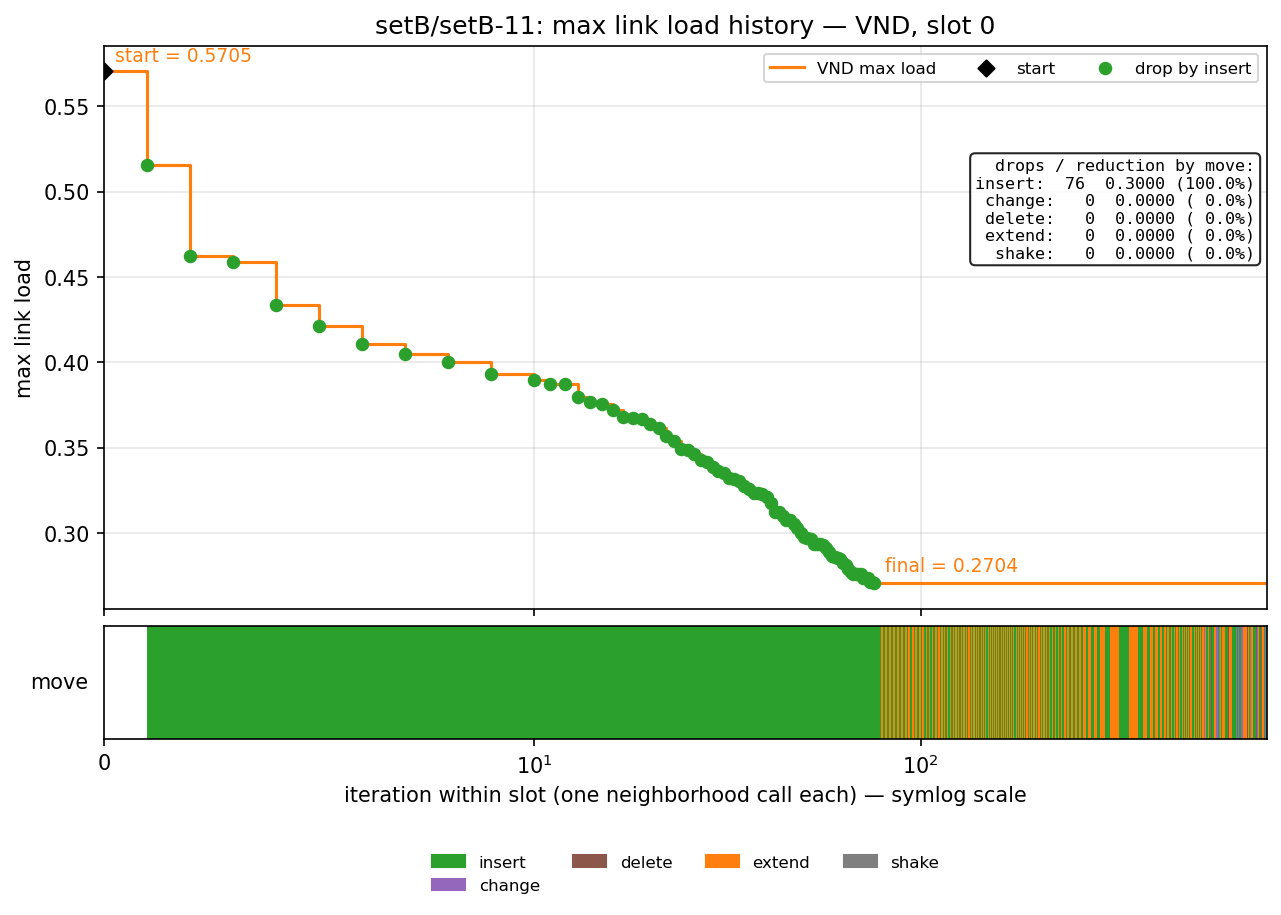 setB/setB-11: max link load history — VND, slot 0
start = 0.5705
VND max load
start
drop by insert
drops / reduction by move:
insert:  76  0.3000 (100.0%)
change:   0  0.0000 (  0.0%)
delete:   0  0.0000 (  0.0%)
extend:   0  0.0000 (  0.0%)
shake:   0  0.0000 (  0.0%)
0.55
0.50
0.45
0.40
0.35
0.30
max link load
final = 0.2704
move
0
10¹
10²
iteration within slot (one neighborhood call each) — symlog scale
insert
delete
extend
shake
change